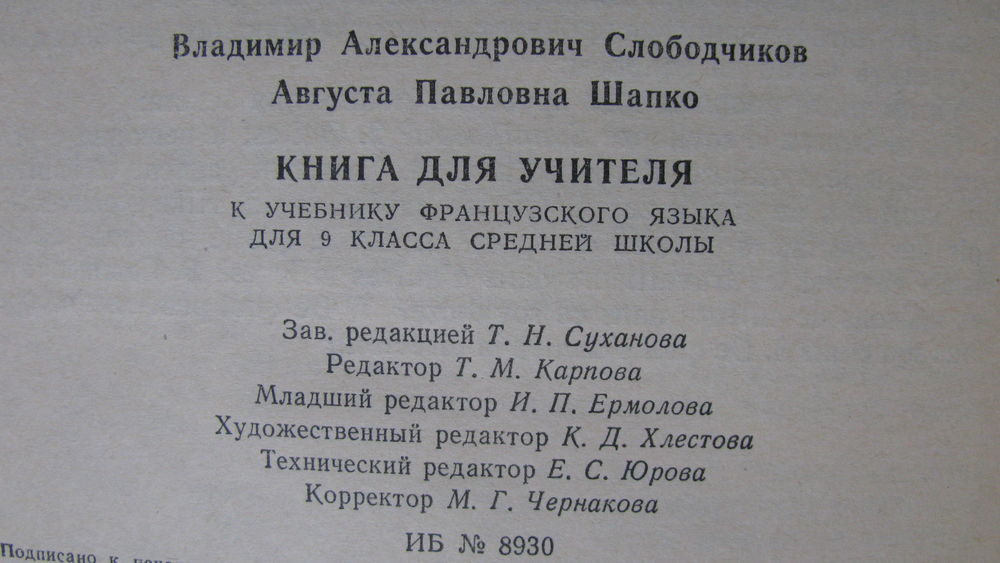 Владимир Александрович Слободчиков
Августа Павловна Шапко
КНИГА ДЛЯ УЧИТЕЛЯ
К УЧЕБНИКУ ФРАНЦУЗСКОГО ЯЗЫКА
ДЛЯ 9 КЛАССА СРЕДНЕЙ ШКОЛЫ
Зав. редакцией Т. Н. Суханова
Редактор Т. М. Карпова
Младший редактор И. П. Ермолова
Художественный редактор К. Д. Хлестова
Технический редактор Е. С. Юрова
Корректор М. Г. Чернакова
ИБ № 8930
Подписано к